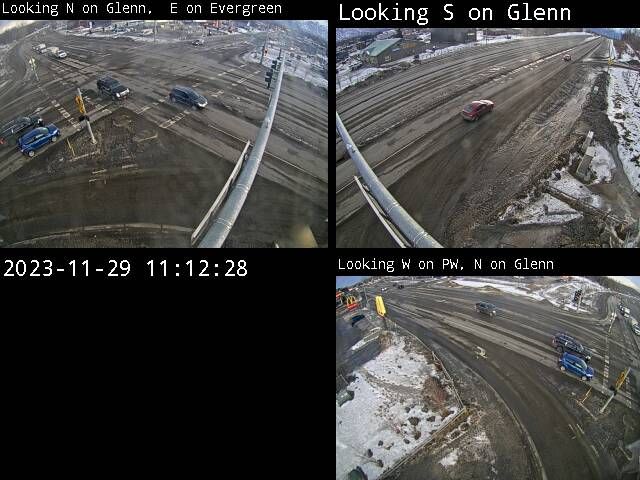 Looking N on Glenn,  E on Evergreen
Looking S on Glenn
2023-11-29 11:12:28
Looking W on PW, N on Glenn